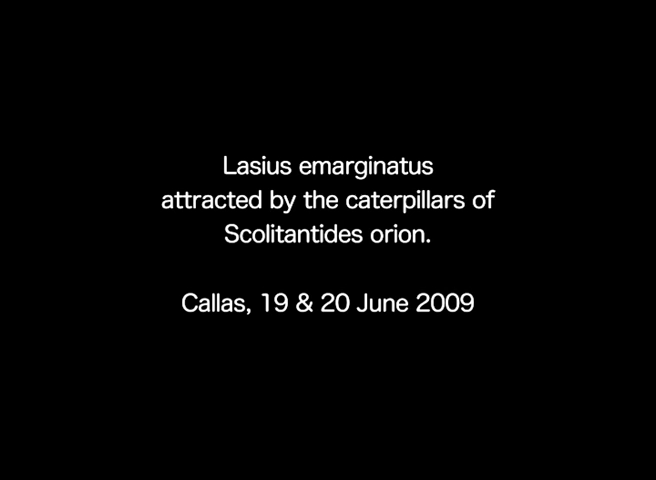 Lasius emarginatus
attracted by the caterpillars of
Scolitantides orion.
Callas, 19 & 20 June 2009